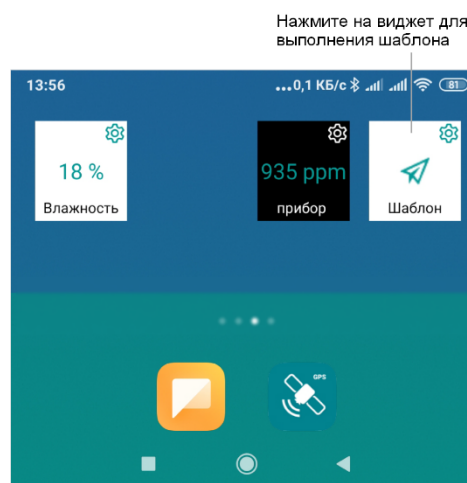 Нажмите на виджет для
выполнения шаблона
13:56
...0,1 КБ/с
81
18 %
935 ppm
Влажность
прибор
Шаблон
GPS